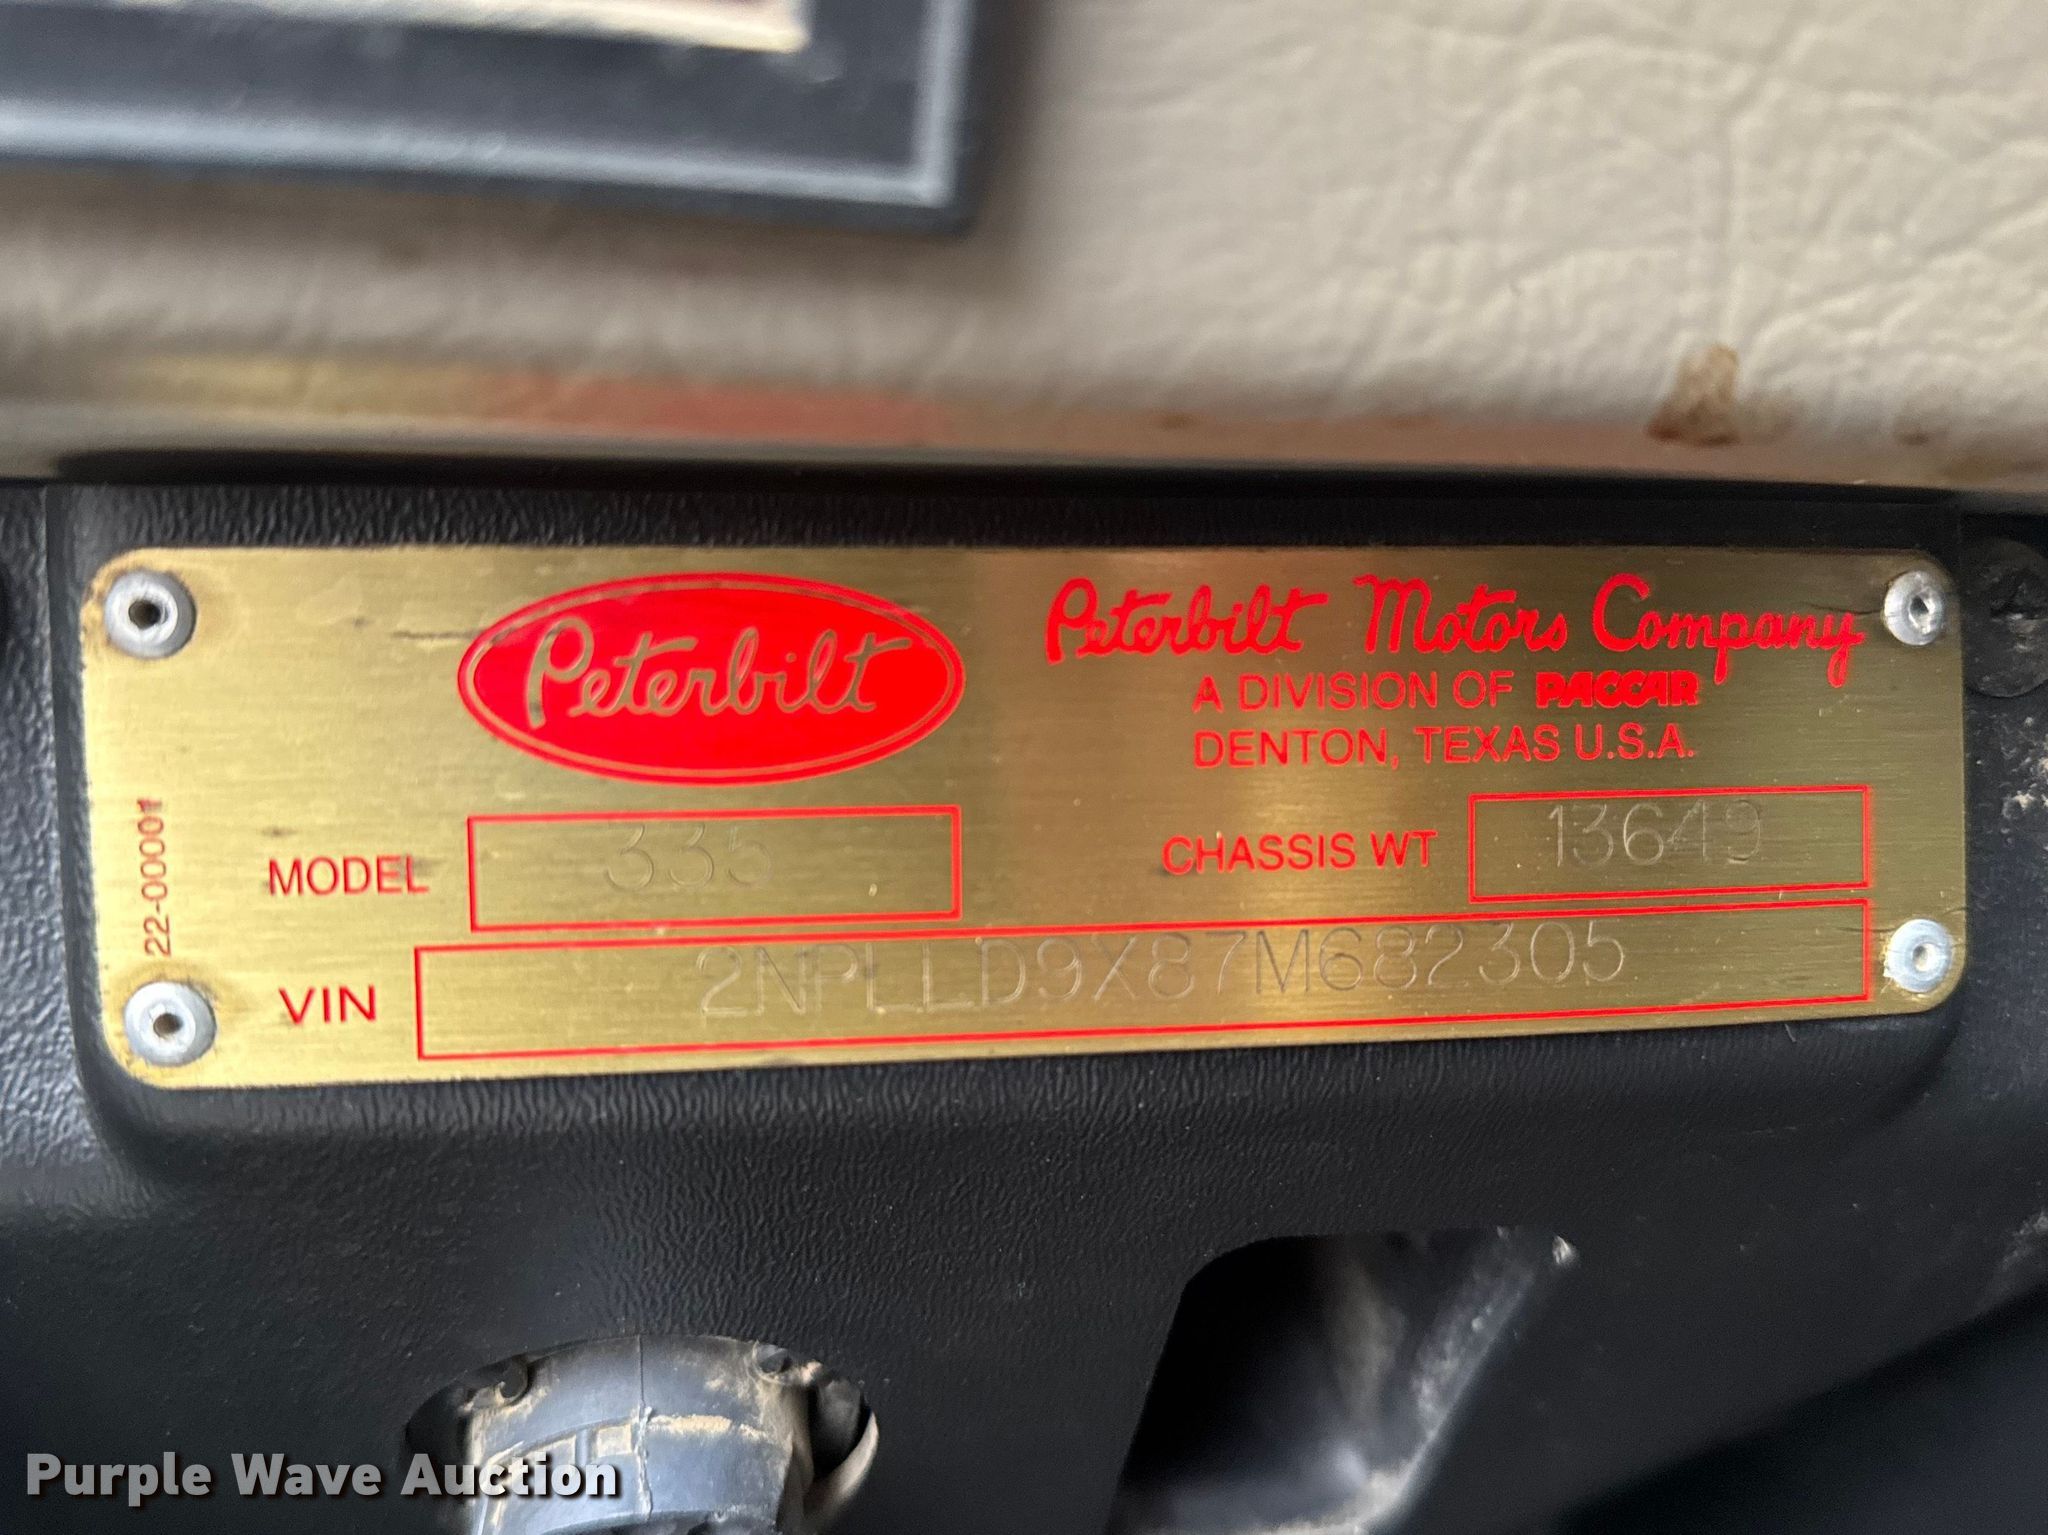 Peterbilt
Peterbilt Motors Company
A DIVISION OF PACCAR
DENTON, TEXAS U.S.A.
MODEL 335
CHASSIS WT 13649
VIN 2NPLLD9X87M682305
22-00001
Purple Wave Auction